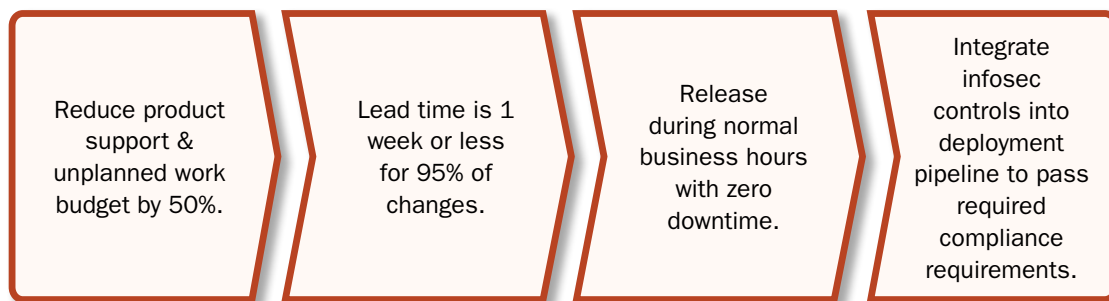 Reduce product
support &
unplanned work
budget by 50%.
Lead time is 1
week or less
for 95% of
changes.
Release
during normal
business hours
with zero
downtime.
Integrate
infosec
controls into
deployment
pipeline to pass
required
compliance
requirements.